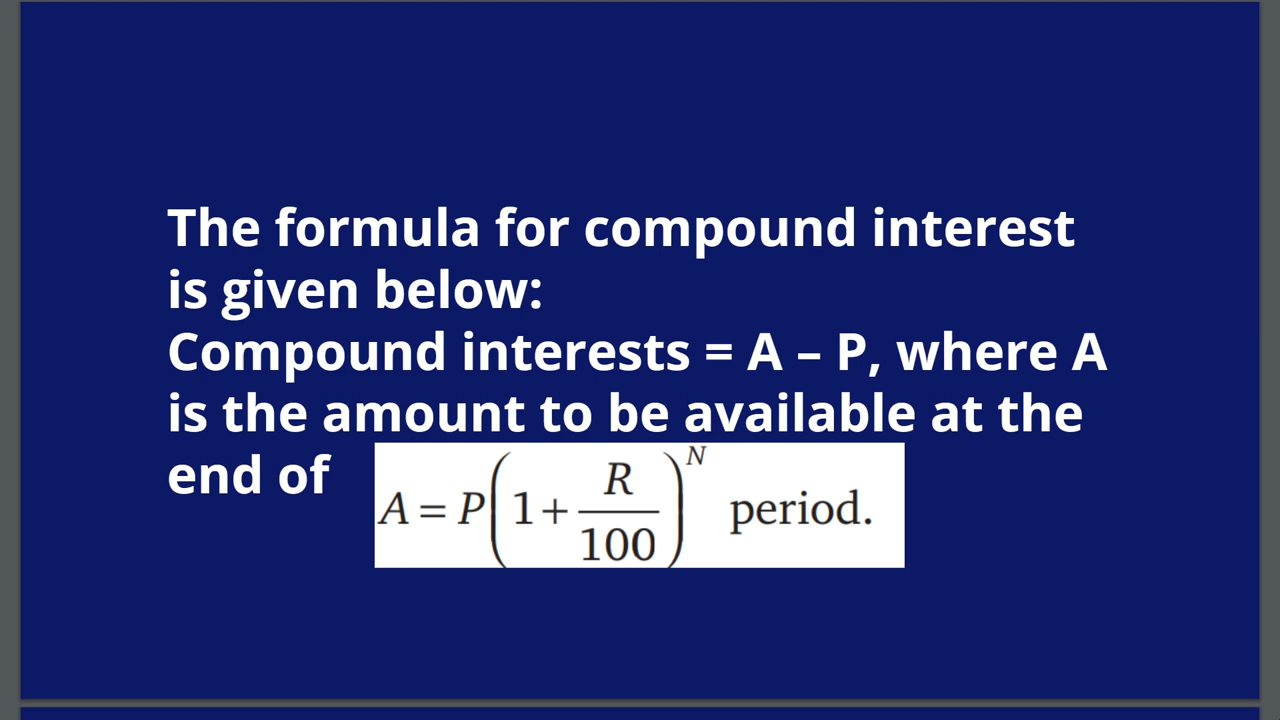 The formula for compound interest
is given below:
Compound interests = A – P, where A
is the amount to be available at the
end of
A = P(1 + R/100)^N period.